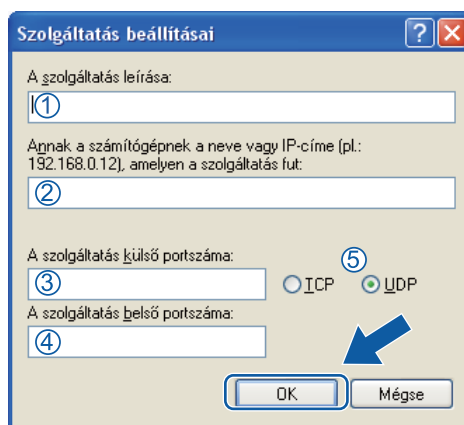 Szolgáltatás beállításai
?
A szolgáltatás leírása:
①
Annak a számítógépnek a neve vagy IP-címe (pl.:
192.168.0.12), amelyen a szolgáltatás fut:
②
A szolgáltatás külső portszáma:
③ TCP ⑤ UDP
A szolgáltatás belső portszáma:
④
OK Mégse